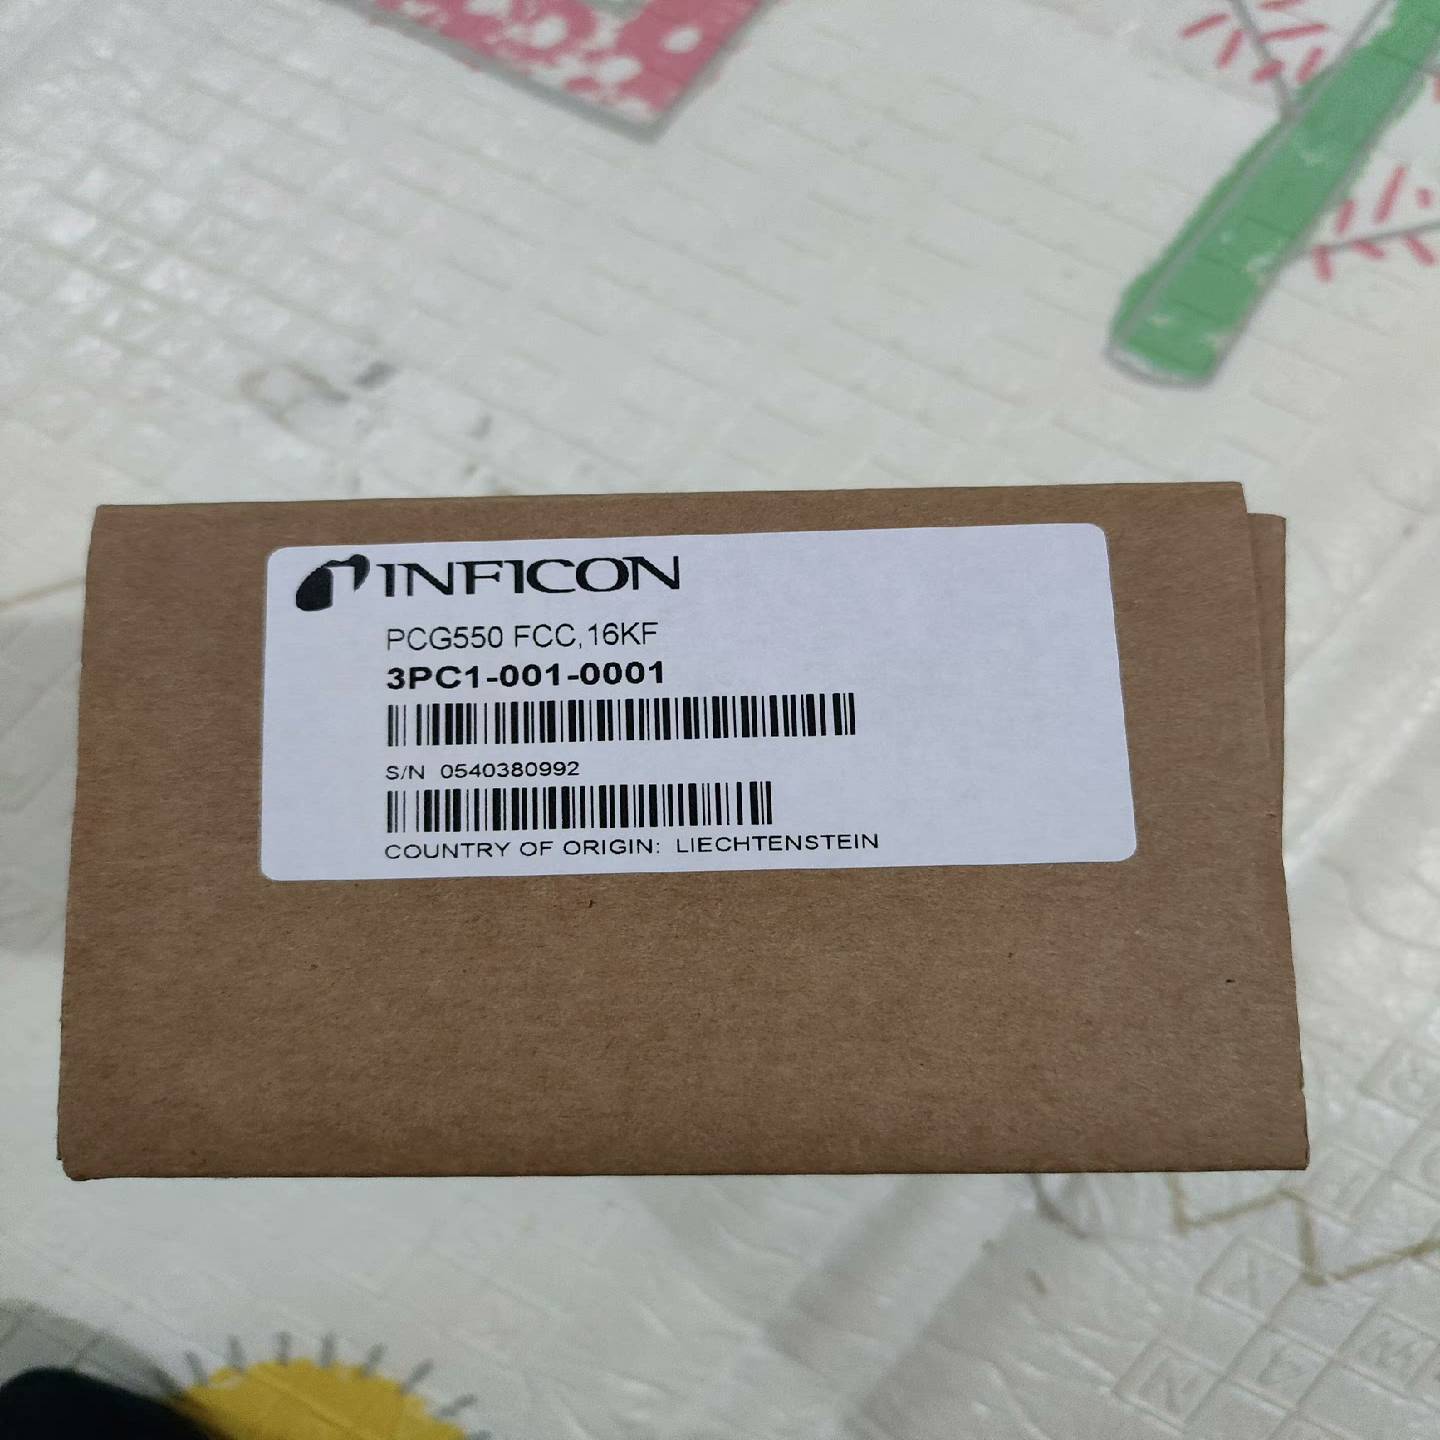 INFICON
PCG550 FCC,16KF
3PC1-001-0001
S/N 0540380992
COUNTRY OF ORIGIN: LIECHTENSTEIN